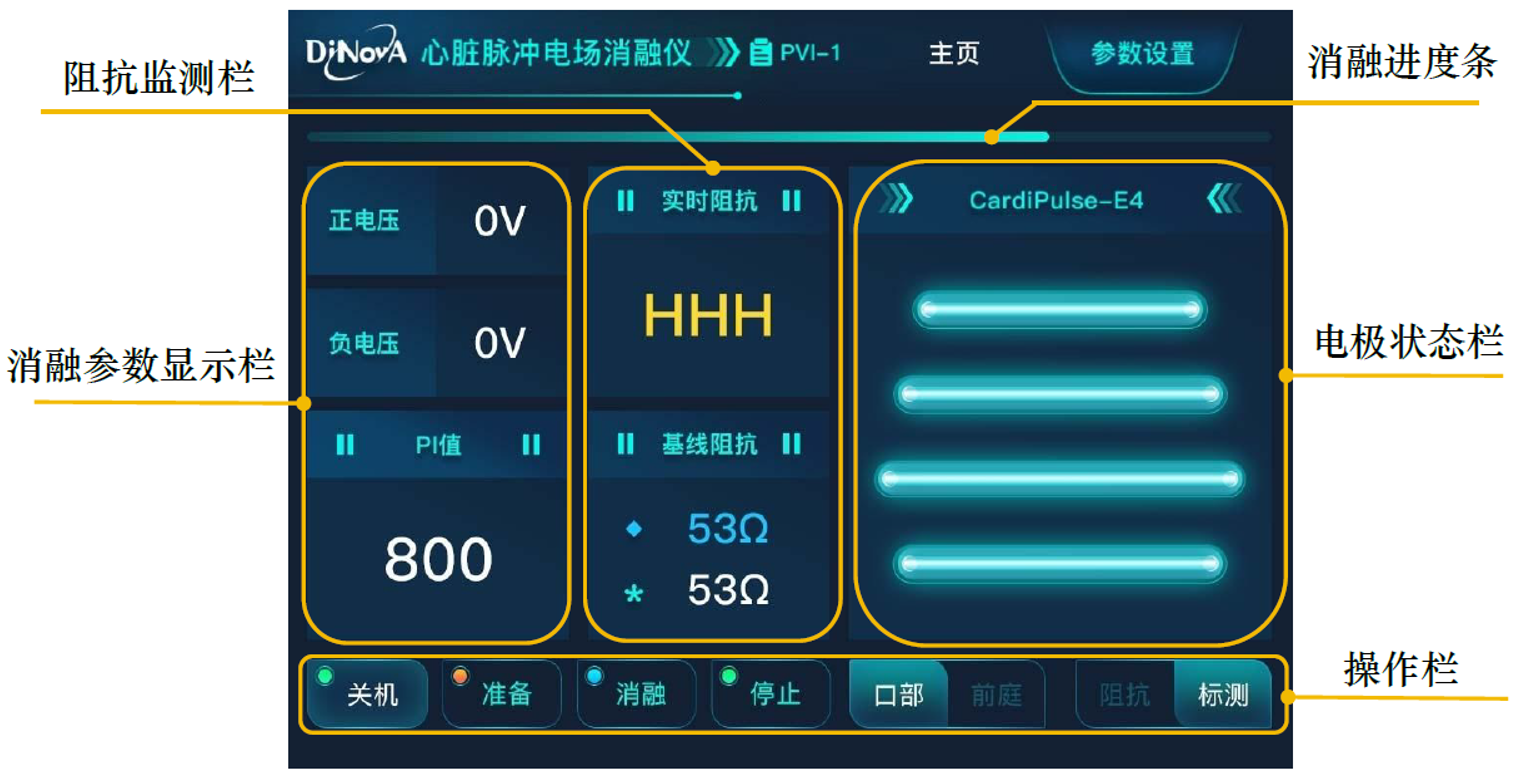 DiNovA 心脏脉冲电场消融仪 PVI-1 主页 参数设置
阻抗监测栏
消融进度条
正电压 0V
负电压 0V
PI值
800
实时阻抗
HHH
基线阻抗
53Ω
* 53Ω
CardiPulse-E4
消融参数显示栏
电极状态栏
关机 准备 消融 停止 口部 前庭 阻抗 标测
操作栏